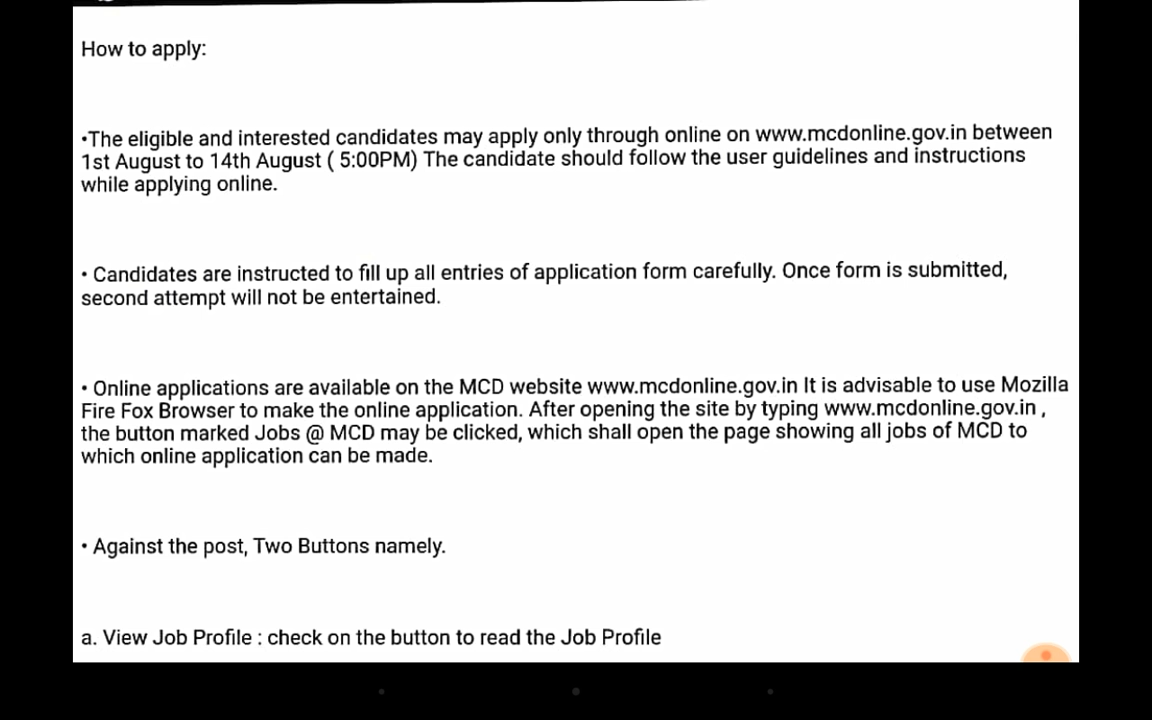 How to apply:
•The eligible and interested candidates may apply only through online on www.mcdonline.gov.in between
1st August to 14th August ( 5:00PM) The candidate should follow the user guidelines and instructions
while applying online.
• Candidates are instructed to fill up all entries of application form carefully. Once form is submitted,
second attempt will not be entertained.
• Online applications are available on the MCD website www.mcdonline.gov.in It is advisable to use Mozilla
Fire Fox Browser to make the online application. After opening the site by typing www.mcdonline.gov.in ,
the button marked Jobs @ MCD may be clicked, which shall open the page showing all jobs of MCD to
which online application can be made.
• Against the post, Two Buttons namely.
a. View Job Profile : check on the button to read the Job Profile